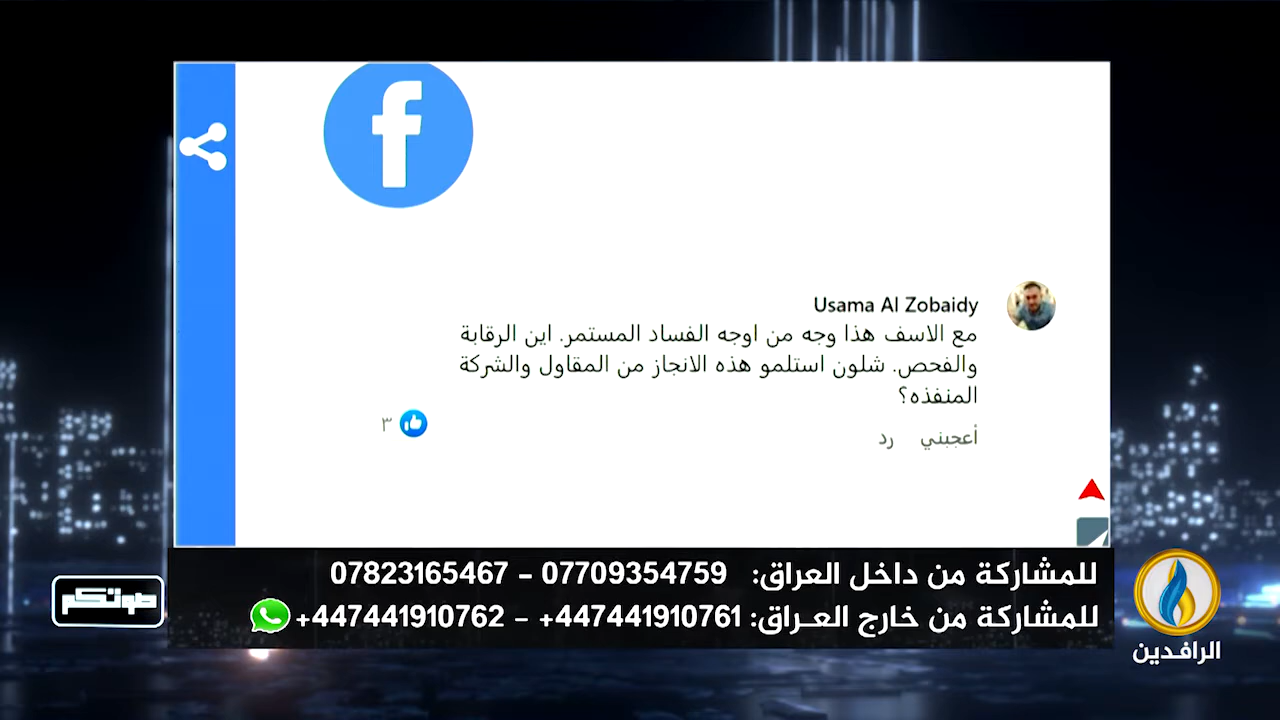 f
Usama Al Zobaidy
مع الاسف هذا وجه من اوجه الفساد المستمر. اين الرقابة
والفحص. شلون استلمو هذه الانجاز من المقاول والشركة
المنفذه؟
٣
أعجبني رد
للمشاركة من داخل العراق: 07709354759 - 07823165467
للمشاركة من خارج العـراق: 447441910761+ - 447441910762+
صوتكم
الرافدين